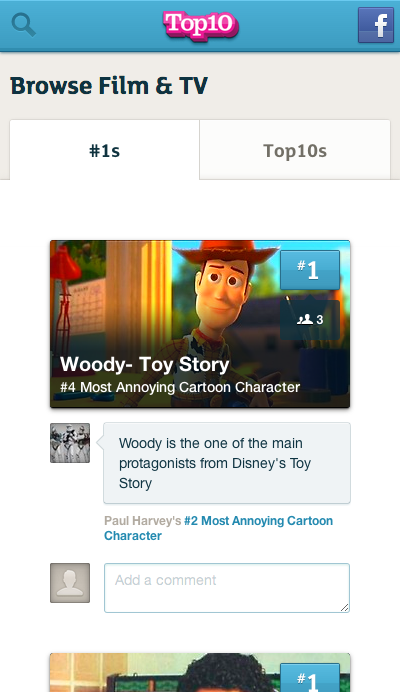 Top10
f
Browse Film & TV
#1s
Top10s
#1
3
Woody- Toy Story
#4 Most Annoying Cartoon Character
Woody is the one of the main
protagonists from Disney's Toy
Story
Paul Harvey's #2 Most Annoying Cartoon
Character
Add a comment
#1